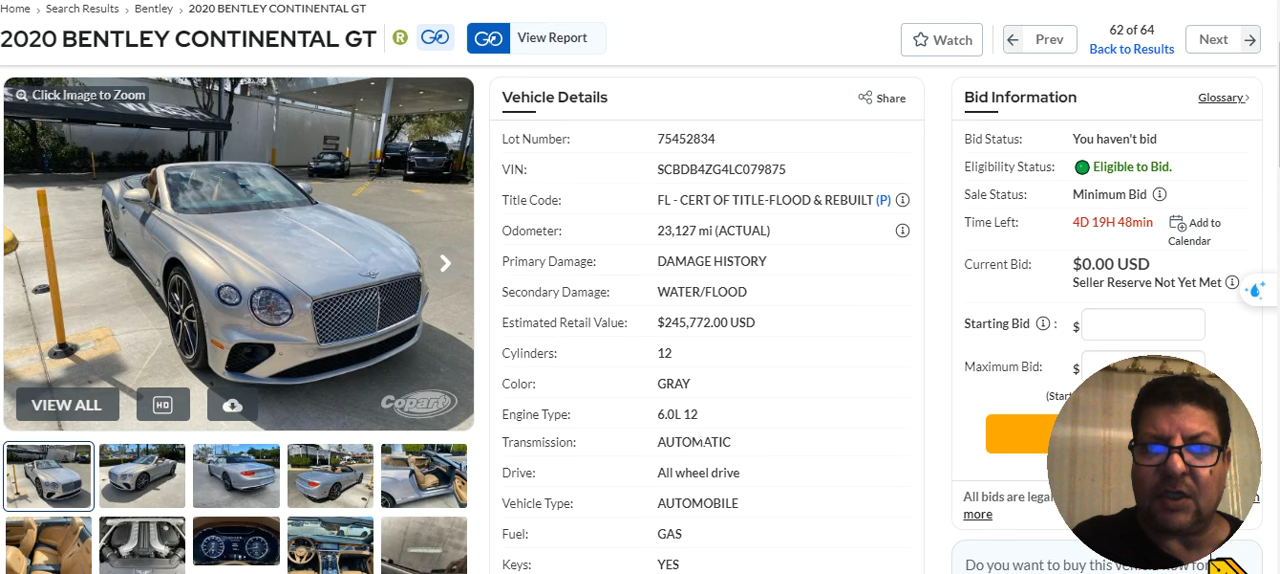 Home > Search Results > Bentley > 2020 BENTLEY CONTINENTAL GT
2020 BENTLEY CONTINENTAL GT
R
View Report
Watch
Prev
62 of 64
Back to Results
Next
Click Image to Zoom
VIEW ALL
HD
Copart
Vehicle Details
Share
Lot Number: 75452834
VIN: SCBDB4ZG4LC079875
Title Code: FL - CERT OF TITLE-FLOOD & REBUILT (P)
Odometer: 23,127 mi (ACTUAL)
Primary Damage: DAMAGE HISTORY
Secondary Damage: WATER/FLOOD
Estimated Retail Value: $245,772.00 USD
Cylinders: 12
Color: GRAY
Engine Type: 6.0L 12
Transmission: AUTOMATIC
Drive: All wheel drive
Vehicle Type: AUTOMOBILE
Fuel: GAS
Keys: YES
Bid Information
Glossary >
Bid Status: You haven't bid
Eligibility Status: Eligible to Bid.
Sale Status: Minimum Bid
Time Left: 4D 19H 48min
Add to
Calendar
Current Bid: $0.00 USD
Seller Reserve Not Yet Met
Starting Bid : $
Maximum Bid: $
(Star
All bids are legal
more
Do you want to buy this vehicle now for